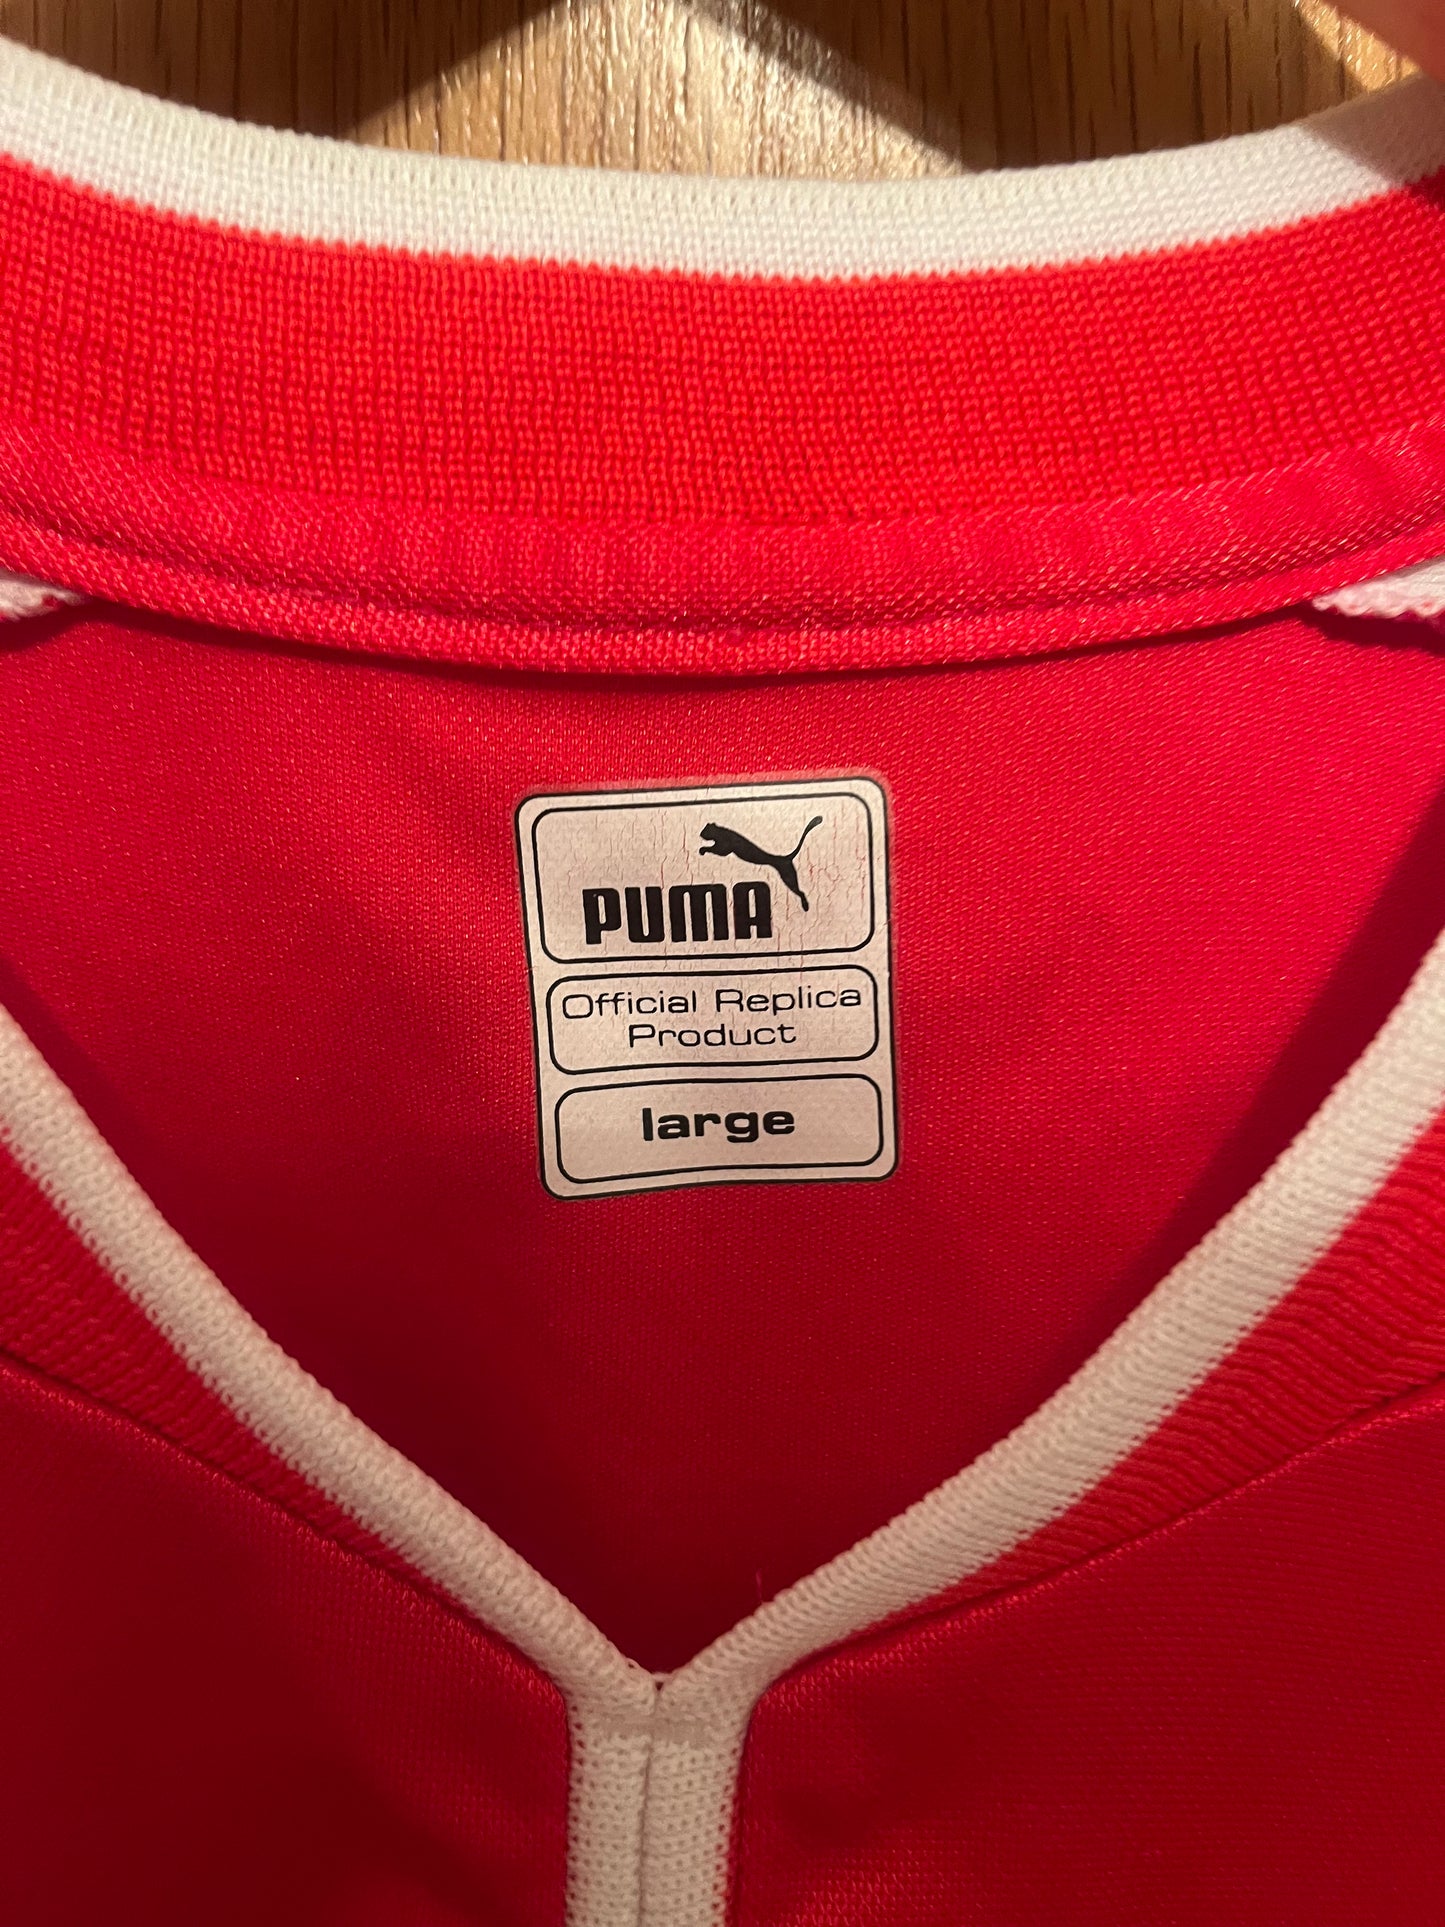 PUMA
Official Replica
Product
large